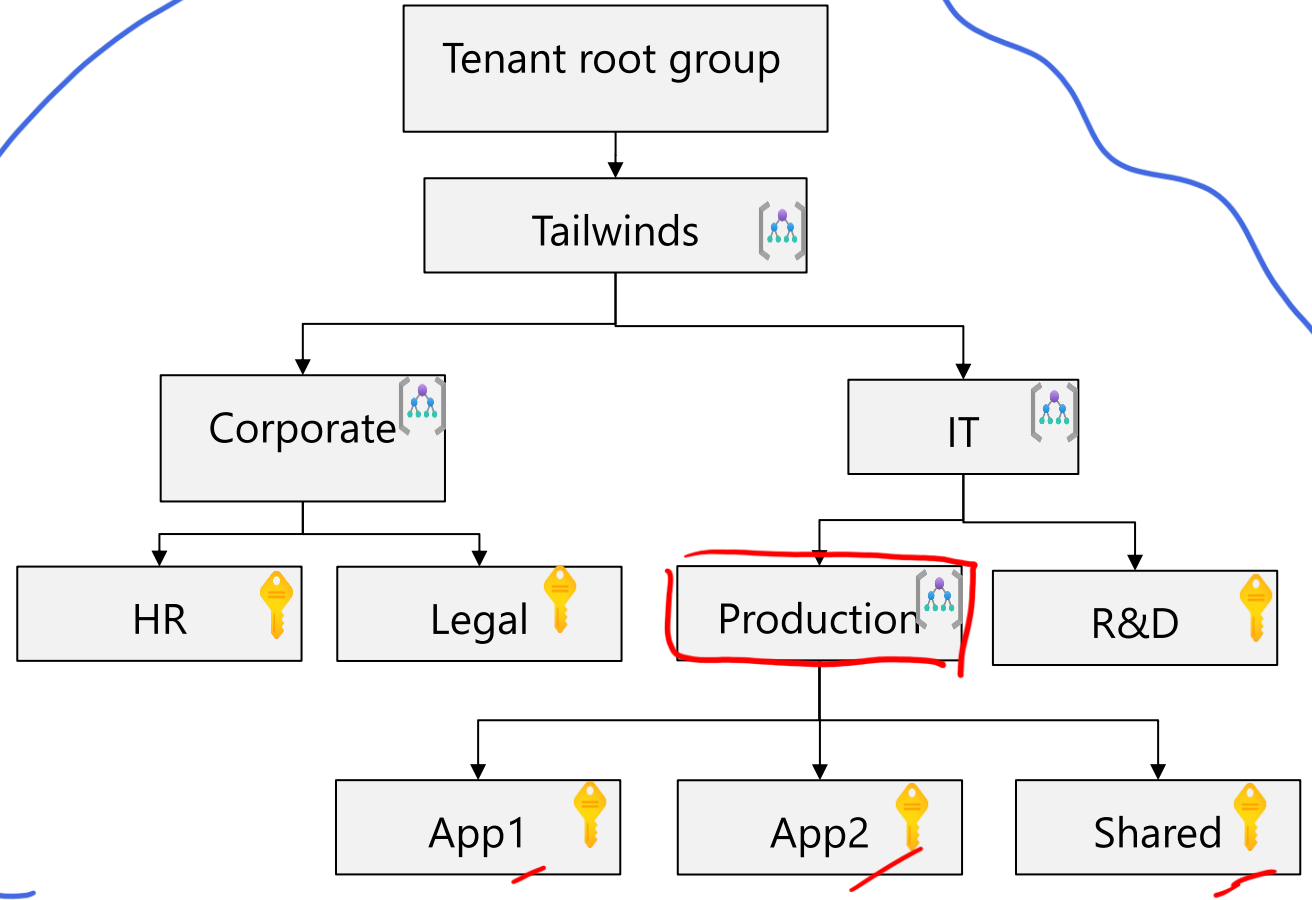 Tenant root group
Tailwinds
Corporate
IT
HR
Legal
Production
R&D
App1
App2
Shared